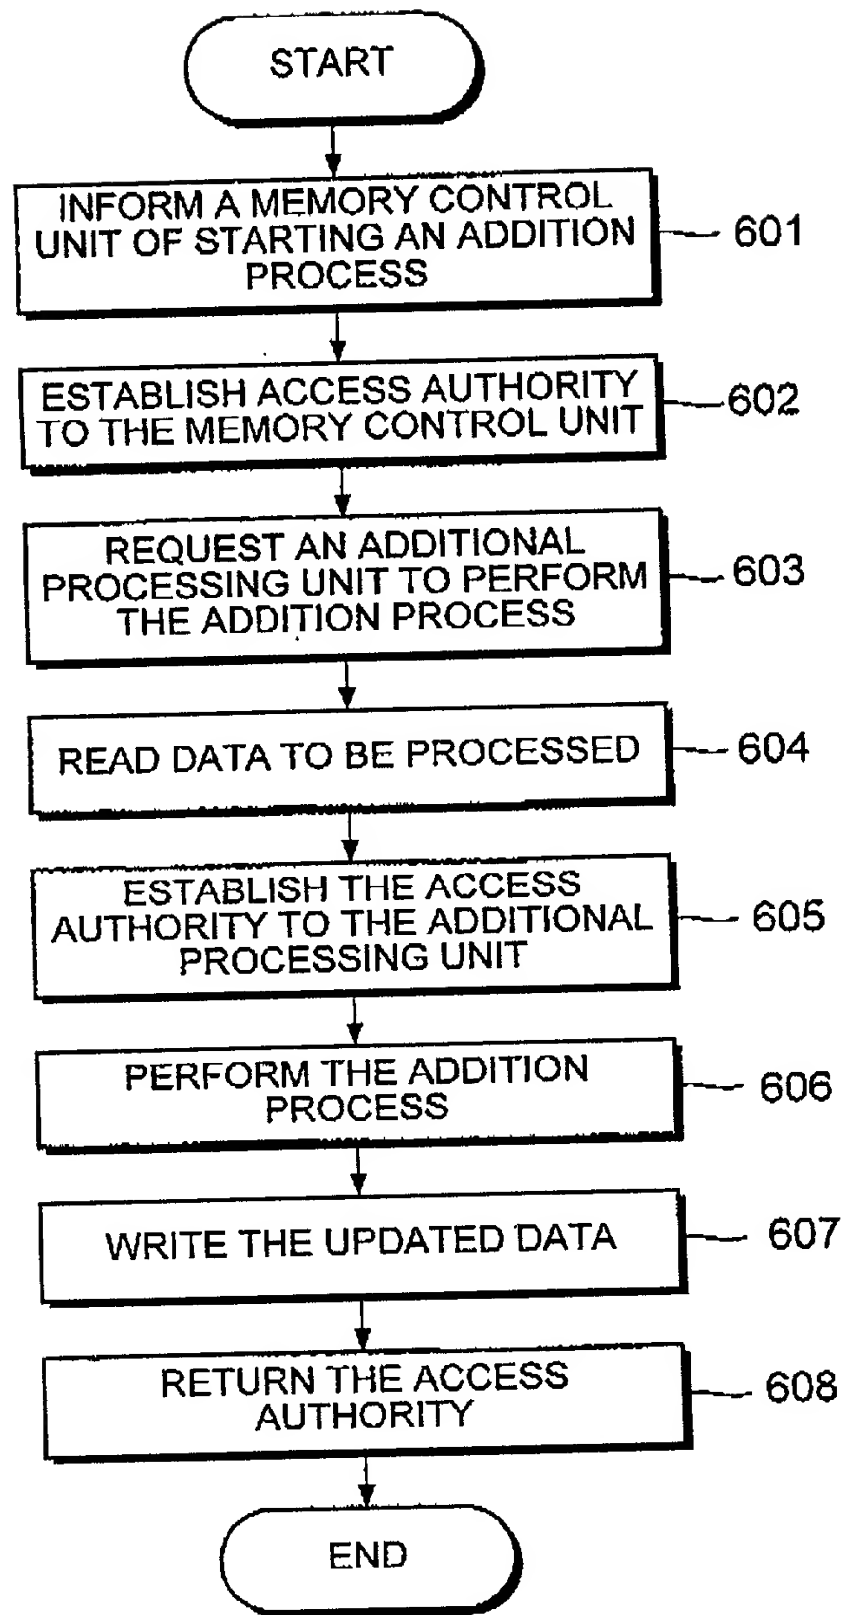 START
INFORM A MEMORY CONTROL
UNIT OF STARTING AN ADDITION
PROCESS
601
ESTABLISH ACCESS AUTHORITY
TO THE MEMORY CONTROL UNIT
602
REQUEST AN ADDITIONAL
PROCESSING UNIT TO PERFORM
THE ADDITION PROCESS
603
READ DATA TO BE PROCESSED
604
ESTABLISH THE ACCESS
AUTHORITY TO THE ADDITIONAL
PROCESSING UNIT
605
PERFORM THE ADDITION
PROCESS
606
WRITE THE UPDATED DATA
607
RETURN THE ACCESS
AUTHORITY
608
END